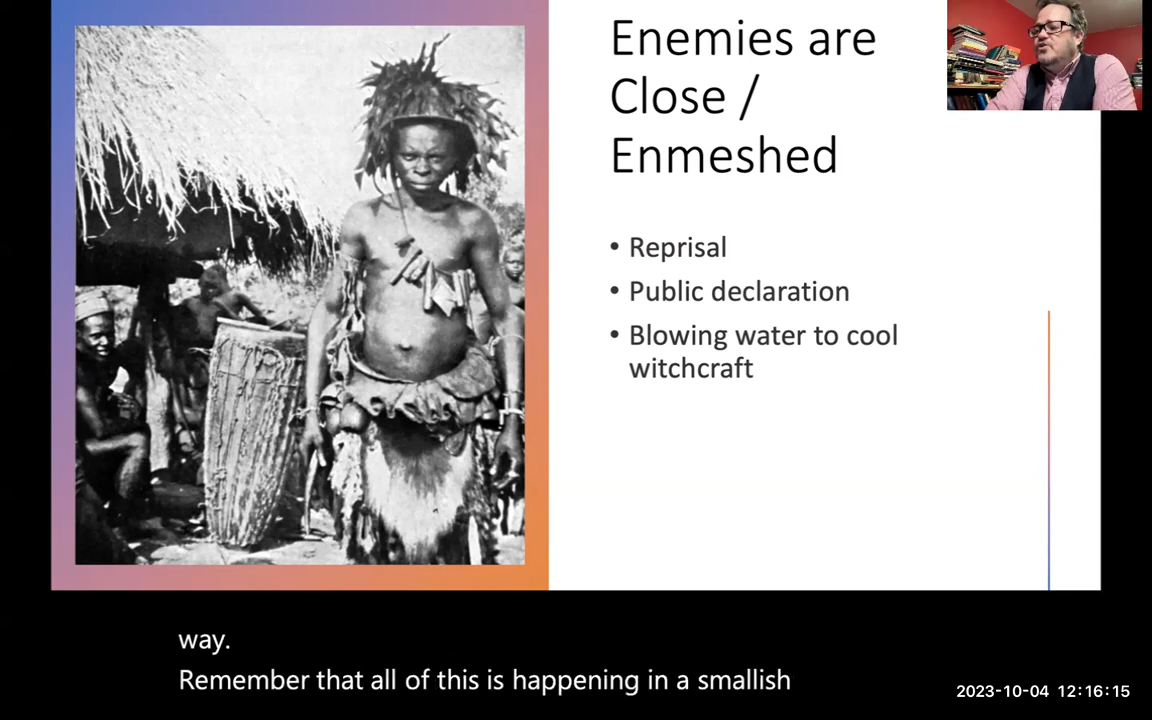 Enemies are
Close /
Enmeshed
• Reprisal
• Public declaration
• Blowing water to cool
witchcraft
way.
Remember that all of this is happening in a smallish
2023-10-04 12:16:15